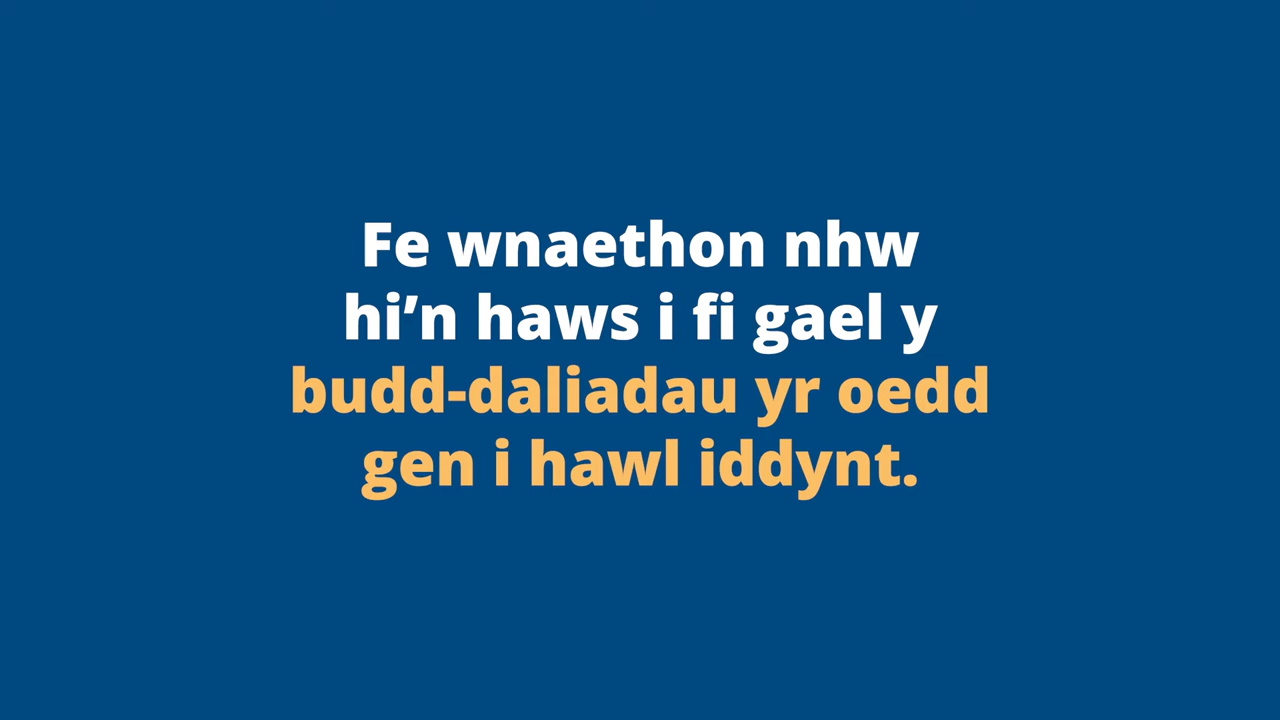 Fe wnaethon nhw
hi’n haws i fi gael y
budd-daliadau yr oedd
gen i hawl iddynt.